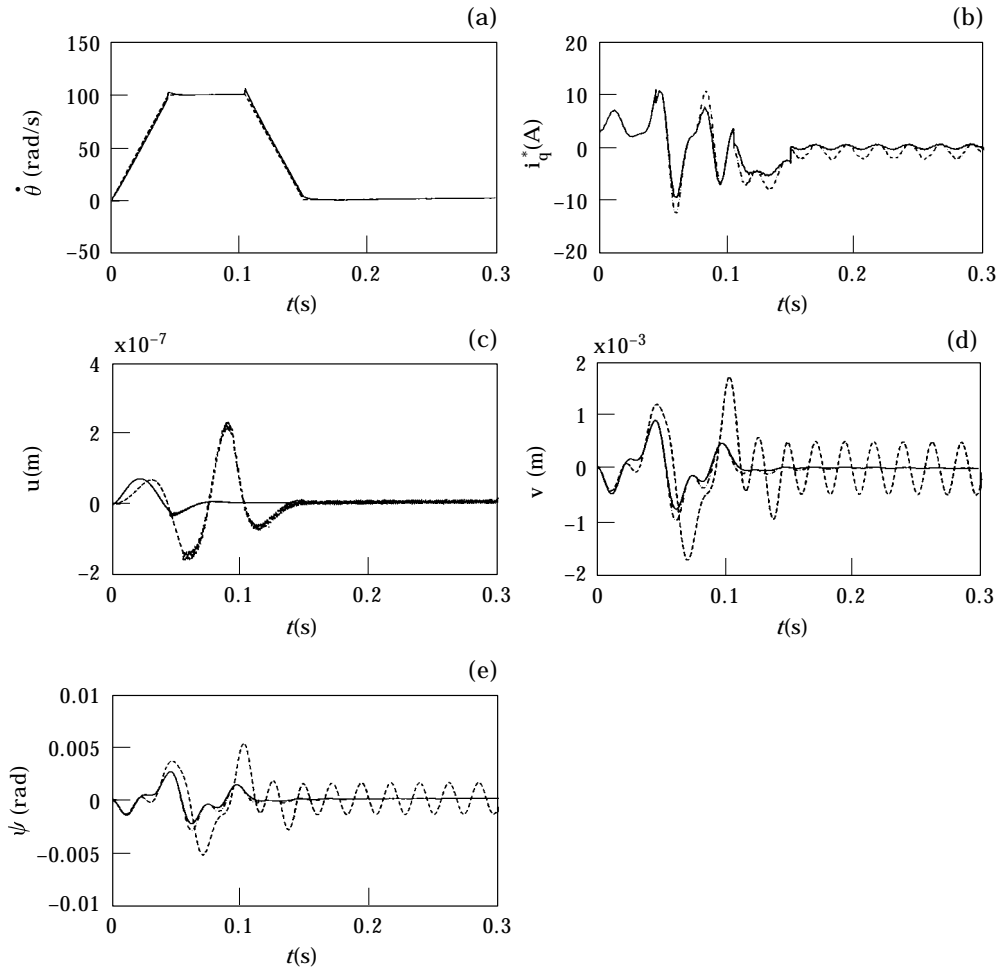 (a)
150
100
50
0
−50
θ̇ (rad/s)
0
0.1
0.2
0.3
t(s)
(b)
20
10
0
−10
−20
i*q(A)
0
0.1
0.2
0.3
t(s)
(c)
x10−7
4
2
0
−2
u(m)
0
0.1
0.2
0.3
t(s)
(d)
x10−3
2
1
0
−1
−2
v (m)
0
0.1
0.2
0.3
t(s)
(e)
0.01
0.005
0
−0.005
−0.01
ψ (rad)
0
0.1
0.2
0.3
t(s)